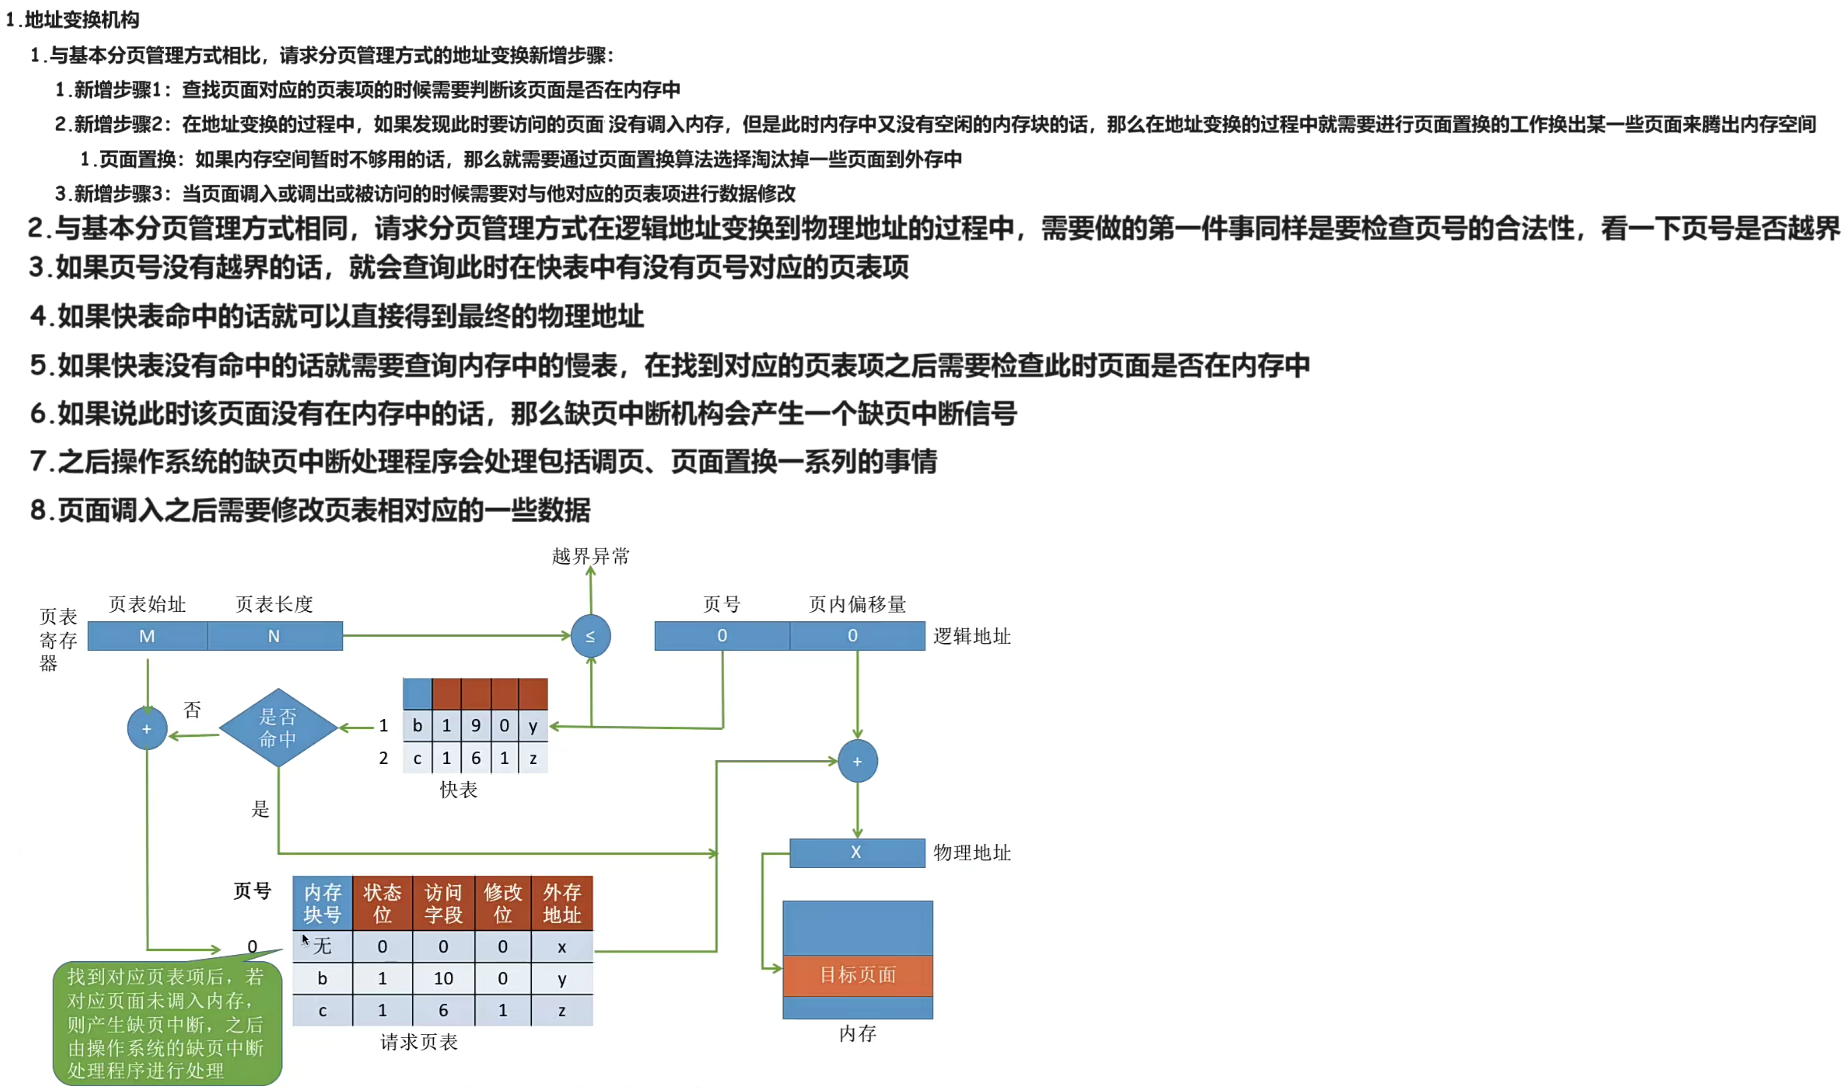 1.地址变换机构
1.与基本分页管理方式相比，请求分页管理方式的地址变换新增步骤：
1.新增步骤1：查找页面对应的页表项的时候需要判断该页面是否在内存中
2.新增步骤2：在地址变换的过程中，如果发现此时要访问的页面 没有调入内存，但是此时内存中又没有空闲的内存块的话，那么在地址变换的过程中就需要进行页面置换的工作换出某一些页面来腾出内存空间
1.页面置换：如果内存空间暂时不够用的话，那么就需要通过页面置换算法选择淘汰掉一些页面到外存中
3.新增步骤3：当页面调入或调出或被访问的时候需要对与他对应的页表项进行数据修改
2.与基本分页管理方式相同，请求分页管理方式在逻辑地址变换到物理地址的过程中，需要做的第一件事同样是要检查页号的合法性，看一下页号是否越界
3.如果页号没有越界的话，就会查询此时在快表中有没有页号对应的页表项
4.如果快表命中的话就可以直接得到最终的物理地址
5.如果快表没有命中的话就需要查询内存中的慢表，在找到对应的页表项之后需要检查此时页面是否在内存中
6.如果说此时该页面没有在内存中的话，那么缺页中断机构会产生一个缺页中断信号
7.之后操作系统的缺页中断处理程序会处理包括调页、页面置换一系列的事情
8.页面调入之后需要修改页表相对应的一些数据
越界异常
页表始址 页表长度 页号 页内偏移量
页表
寄存
器
M N ≤ 0 0 逻辑地址
否
是否
命中
+
1 b 1 9 0 y
2 c 1 6 1 z
快表
+
是
X 物理地址
页号
内存
块号
状态
位
访问
字段
修改
位
外存
地址
0 无 0 0 0 x
b 1 10 0 y
c 1 6 1 z
请求页表
目标页面
内存
找到对应页表项后，若
对应页面未调入内存，
则产生缺页中断，之后
由操作系统的缺页中断
处理程序进行处理